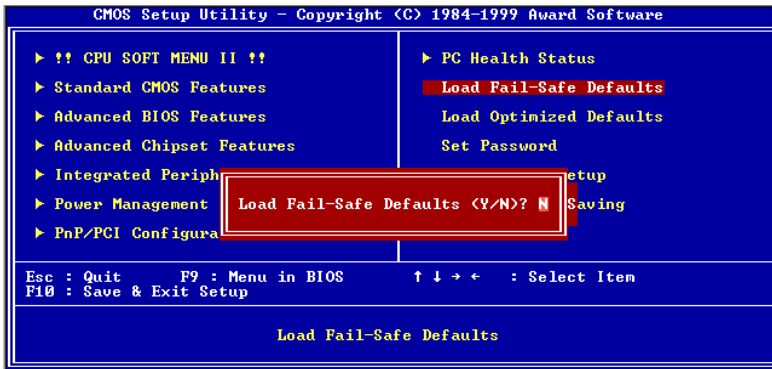 CMOS Setup Utility - Copyright (C) 1984-1999 Award Software
!! CPU SOFT MENU II !!
Standard CMOS Features
Advanced BIOS Features
Advanced Chipset Features
Integrated Periph
Power Management
PnP/PCI Configura
PC Health Status
Load Fail-Safe Defaults
Load Optimized Defaults
Set Password
etup
Saving
Load Fail-Safe Defaults (Y/N)? N
Esc : Quit F9 : Menu in BIOS ↑ ↓ → ← : Select Item
F10 : Save & Exit Setup
Load Fail-Safe Defaults